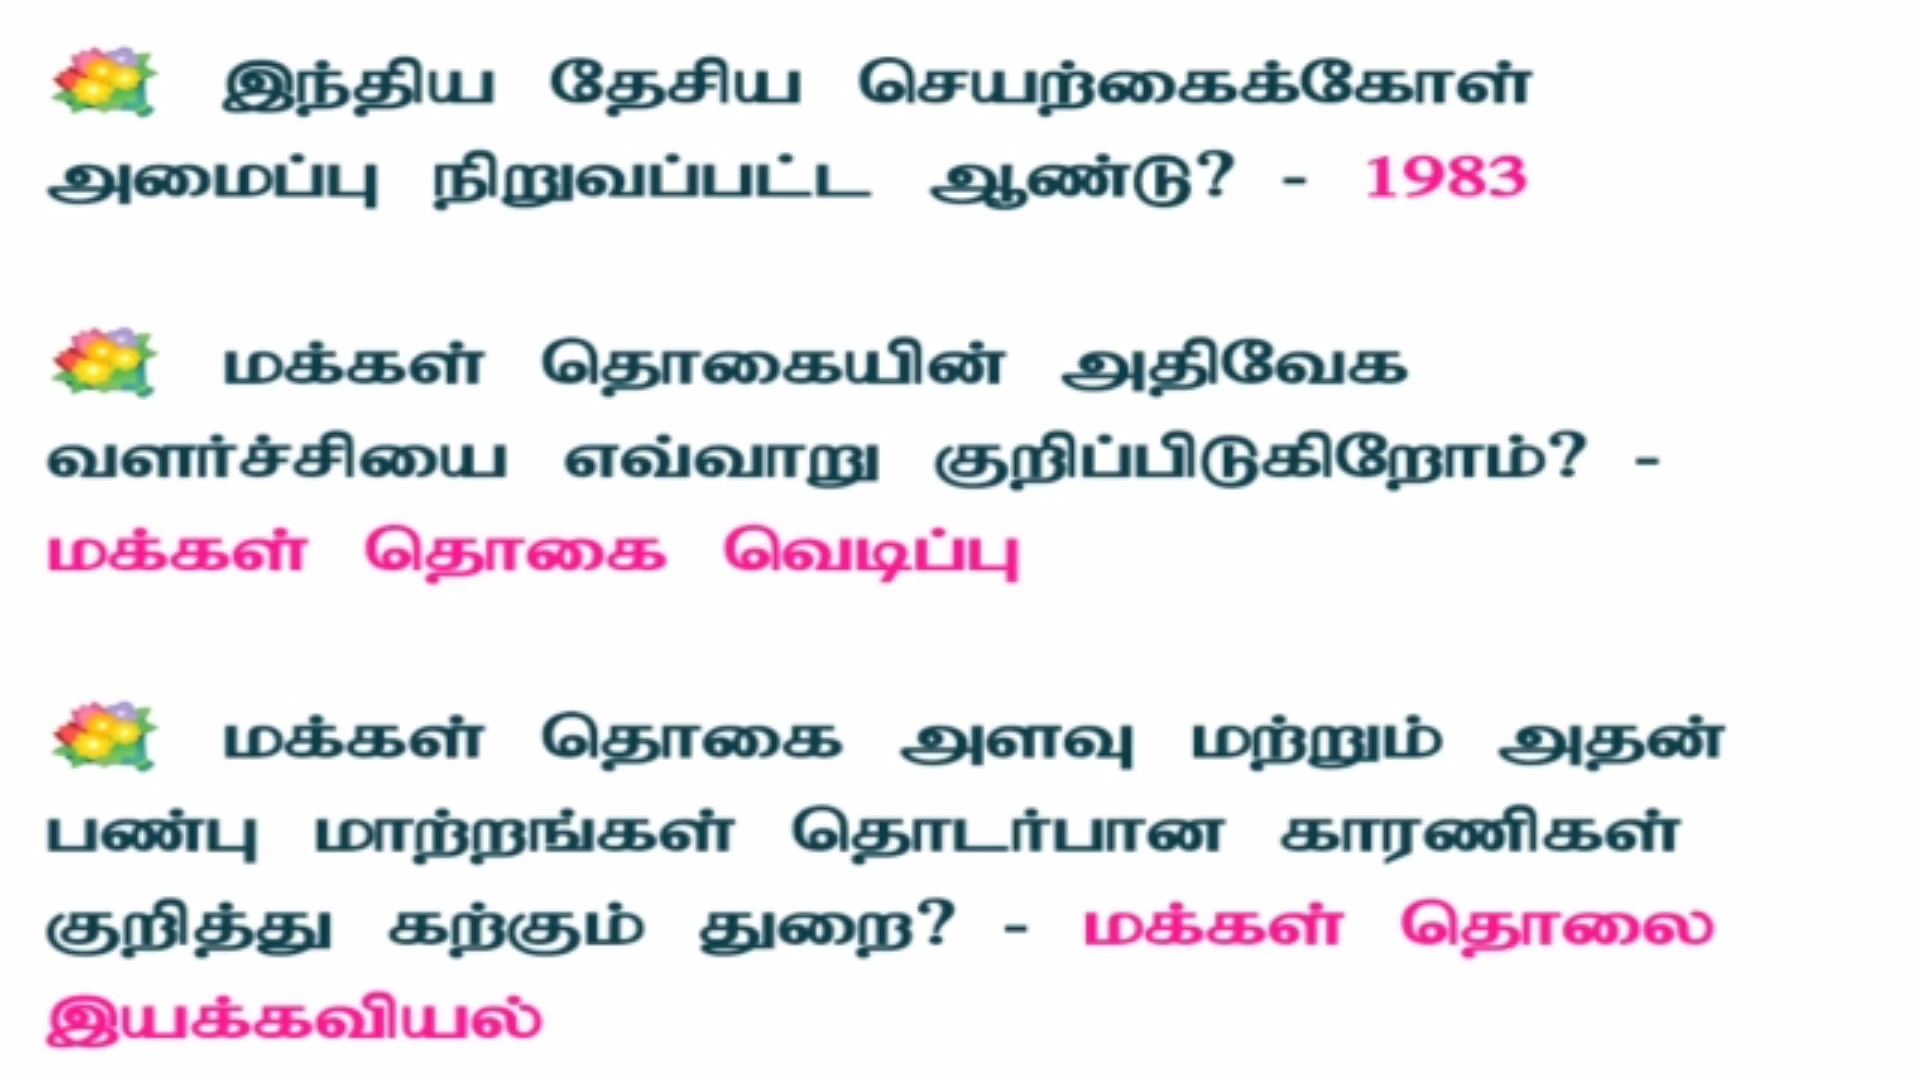 இந்திய தேசிய செயற்கைக்கோள்
அமைப்பு நிறுவப்பட்ட ஆண்டு? - 1983
மக்கள் தொகையின் அதிவேக
வளர்ச்சியை எவ்வாறு குறிப்பிடுகிறோம்? -
மக்கள் தொகை வெடிப்பு
மக்கள் தொகை அளவு மற்றும் அதன்
பண்பு மாற்றங்கள் தொடர்பான காரணிகள்
குறித்து கற்கும் துறை? - மக்கள் தொலை
இயக்கவியல்